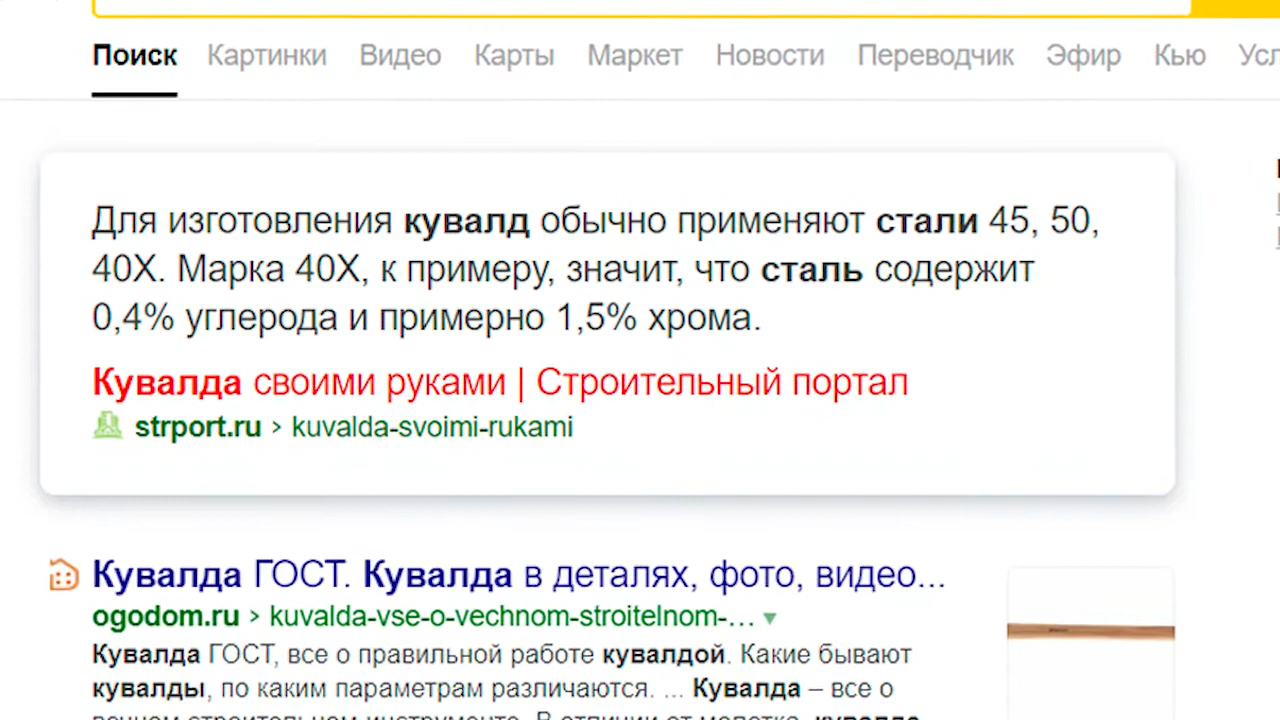 Поиск Картинки Видео Карты Маркет Новости Переводчик Эфир Кью
Для изготовления кувалд обычно применяют стали 45, 50,
40Х. Марка 40Х, к примеру, значит, что сталь содержит
0,4% углерода и примерно 1,5% хрома.
Кувалда своими руками | Строительный портал
strport.ru › kuvalda-svoimi-rukami
Кувалда ГОСТ. Кувалда в деталях, фото, видео...
ogodom.ru › kuvalda-vse-o-vechnom-stroitelnom-...
Кувалда ГОСТ, все о правильной работе кувалдой. Какие бывают
кувалды, по каким параметрам различаются. ... Кувалда – все о